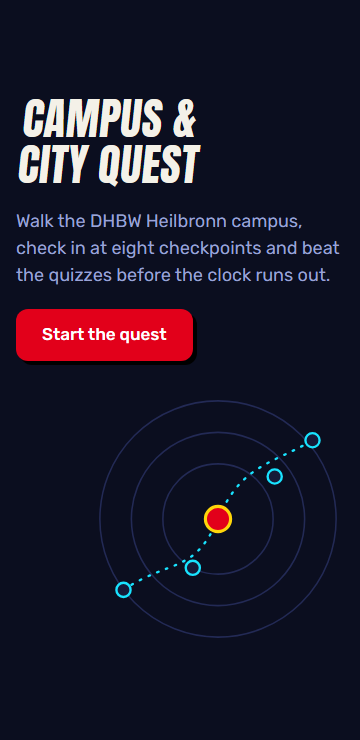 CAMPUS &
CITY QUEST
Walk the DHBW Heilbronn campus,
check in at eight checkpoints and beat
the quizzes before the clock runs out.
Start the quest